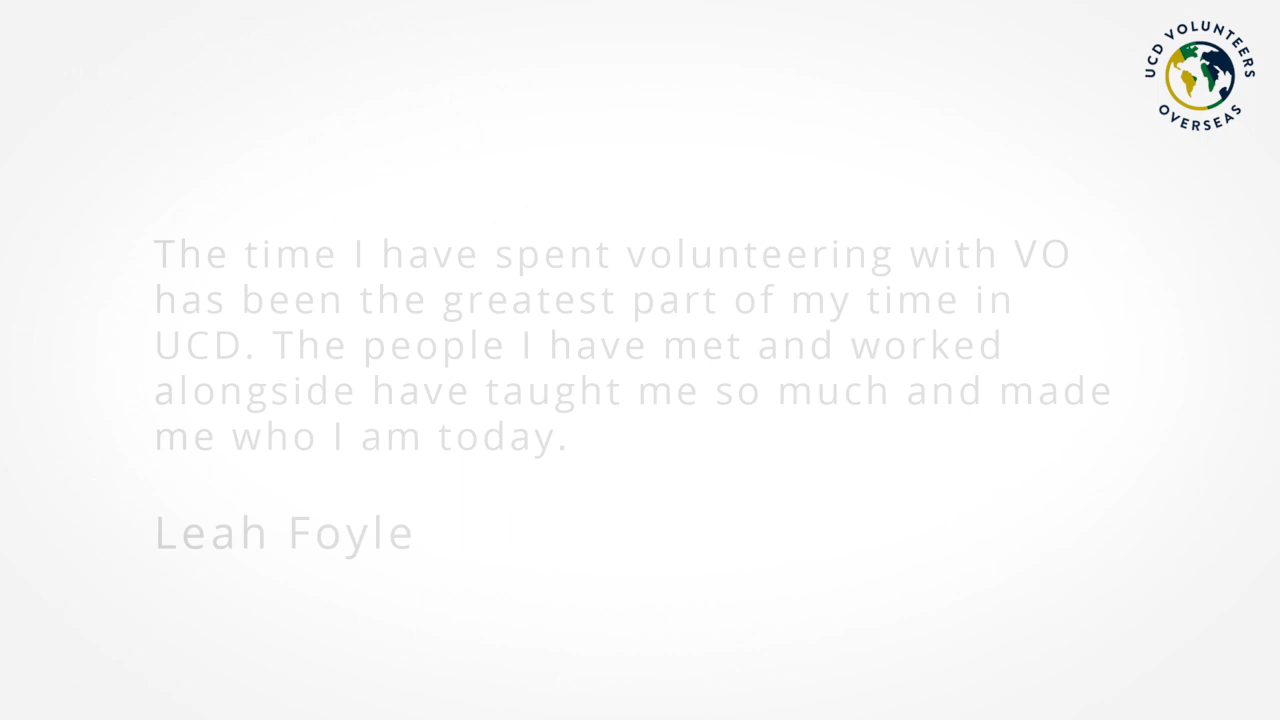 UCD VOLUNTEERS
OVERSEAS
The time I have spent volunteering with VO
has been the greatest part of my time in
UCD. The people I have met and worked
alongside have taught me so much and made
me who I am today.
Leah Foyle